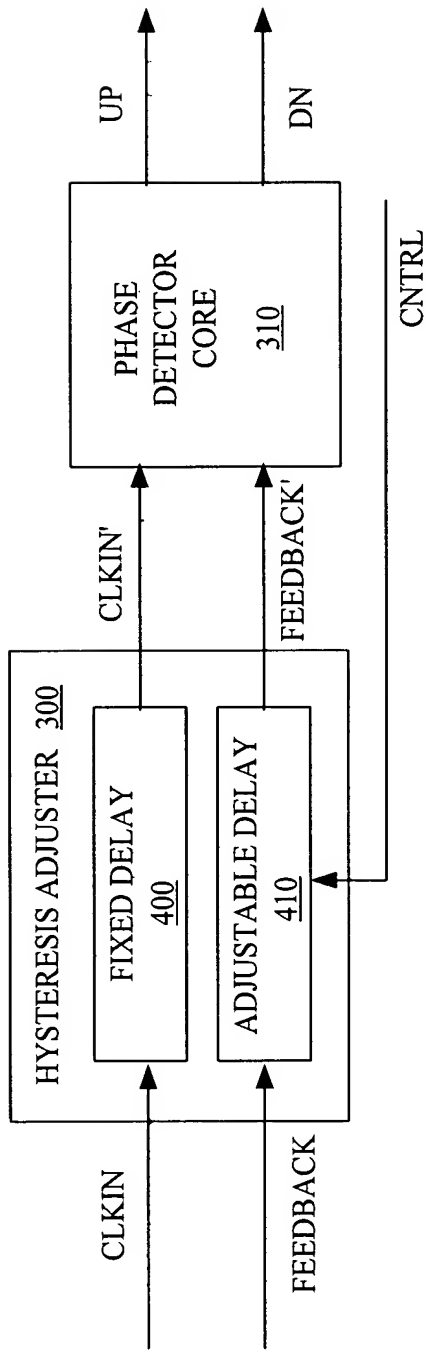 CLKIN
FEEDBACK
HYSTERESIS ADJUSTER 300
FIXED DELAY
400
ADJUSTABLE DELAY
410
CLKIN'
FEEDBACK'
CNTRL
PHASE
DETECTOR
CORE
310
UP
DN